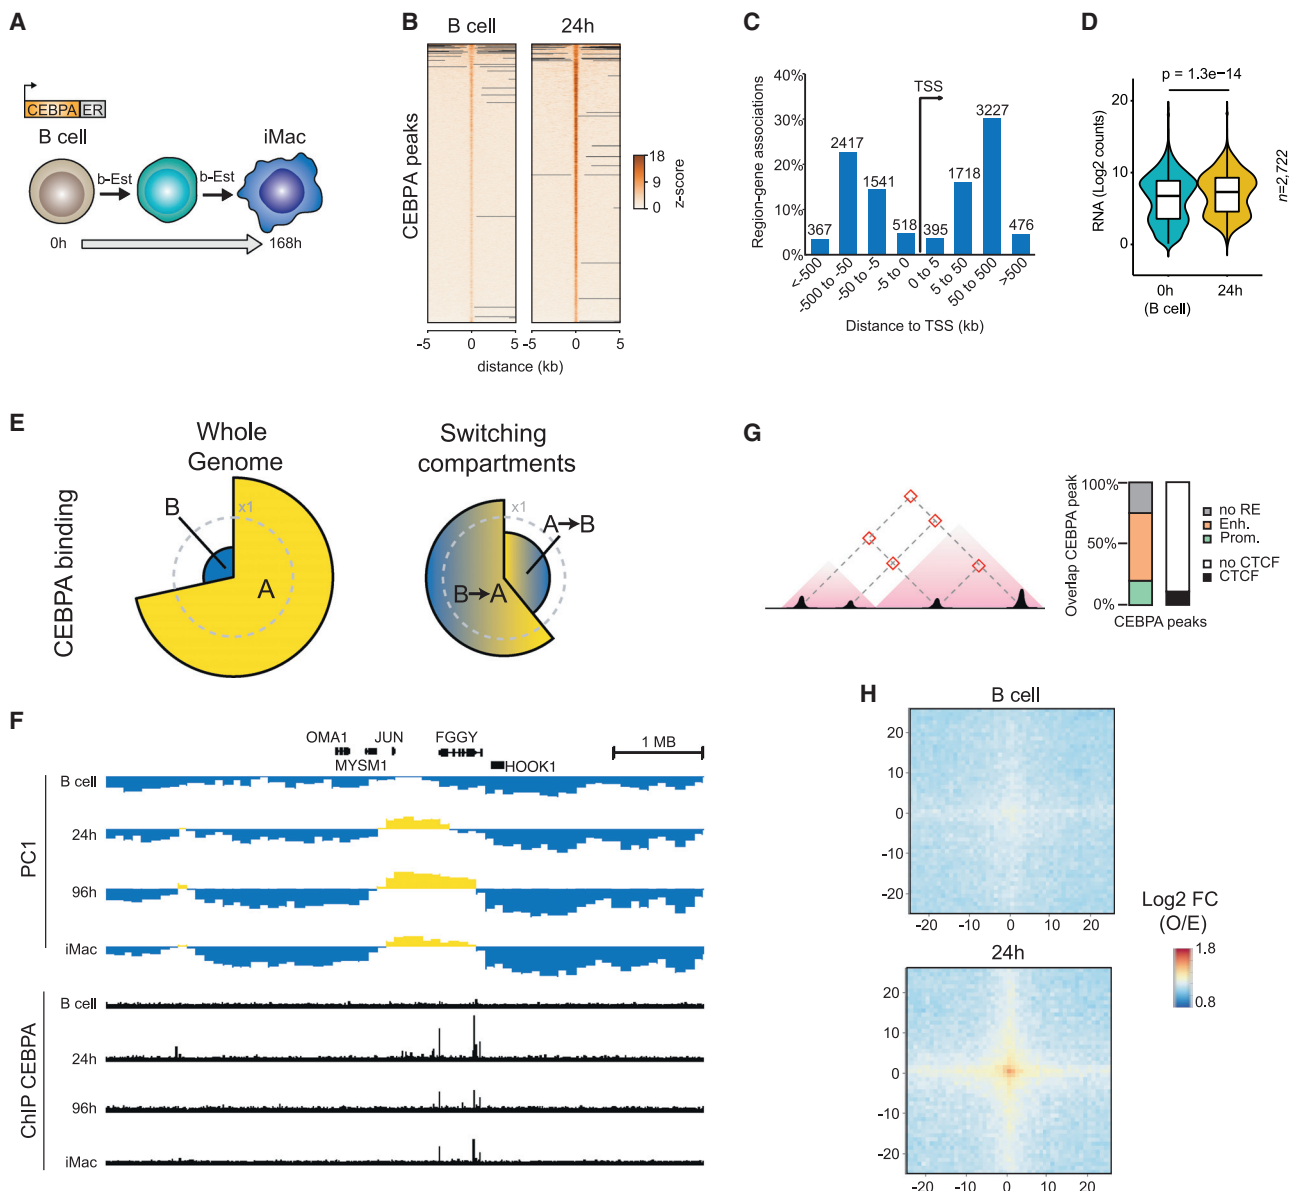 A
CEBPA ER
B cell
iMac
b-Est
b-Est
0h
168h
B
B cell
24h
CEBPA peaks
-5 0 5
-5 0 5
distance (kb)
18
9
0
z-score
C
Region-gene associations
40%
30%
20%
10%
0%
TSS
367
2417
1541
518
395
1718
3227
476
<-500
-500 to -50
-50 to -5
-5 to 0
0 to 5
5 to 50
50 to 500
>500
Distance to TSS (kb)
D
p = 1.3e−14
RNA (Log2 counts)
20
10
0
0h
(B cell)
24h
n=2,722
E
CEBPA binding
Whole
Genome
B
x1
A
Switching
compartments
x1
A→B
B→A
F
OMA1
JUN
FGGY
1 MB
MYSM1
HOOK1
PC1
B cell
24h
96h
iMac
ChIP CEBPA
B cell
24h
96h
iMac
G
Overlap CEBPA peak
100%
50%
0%
no RE
Enh.
Prom.
no CTCF
CTCF
CEBPA peaks
H
B cell
20
10
0
-10
-20
-20 -10 0 10 20
24h
20
10
0
-10
-20
-20 -10 0 10 20
Log2 FC
(O/E)
1.8
0.8